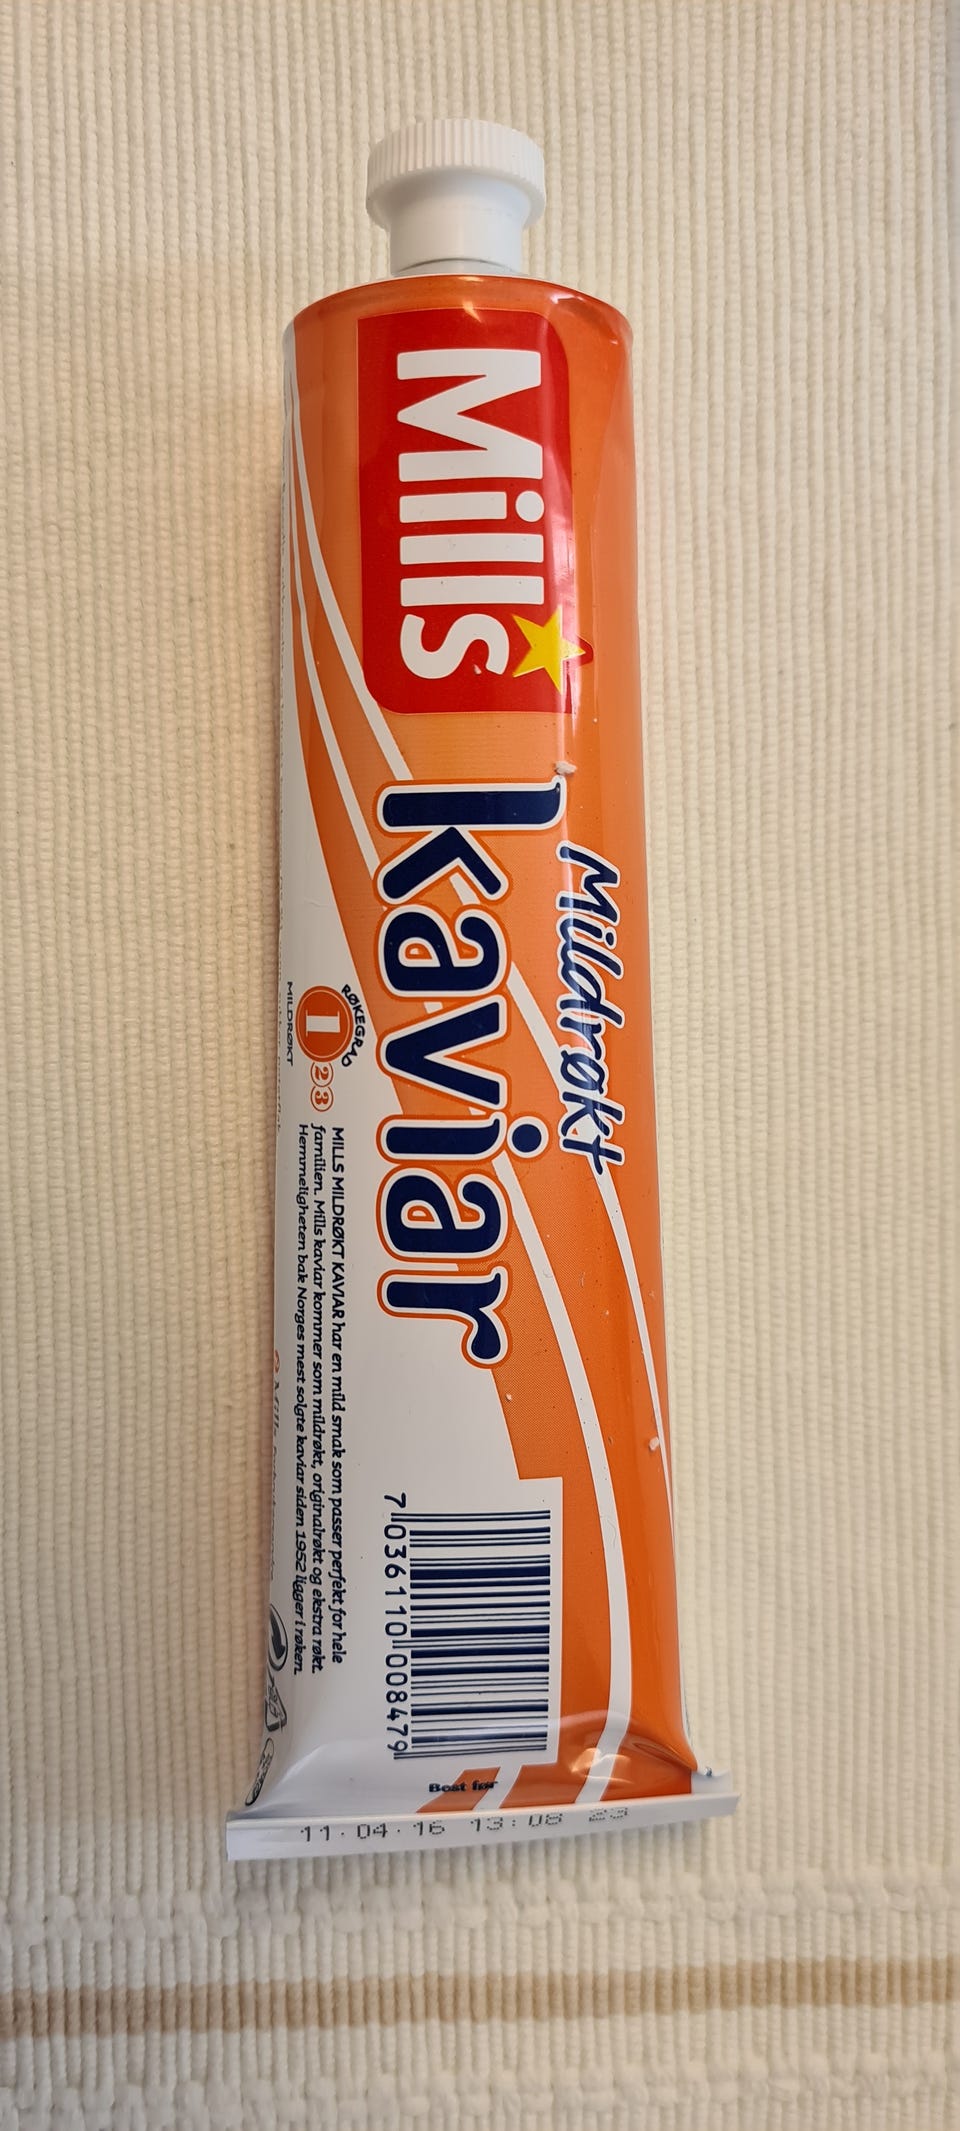 Mills
Mildrøkt
kaviar
RØKEGRAD
1 2 3
MILDRØKT
MILLS MILDRØKT KAVIAR har en mild smak som passer perfekt for hele
familien. Mills kaviar kommer som mildrøkt, originalrøkt og ekstra røkt.
Hemmeligheten bak Norges mest solgte kaviar siden 1952 ligger i røken.
7 036110 008479
Best før
11.04.16 13:08 23